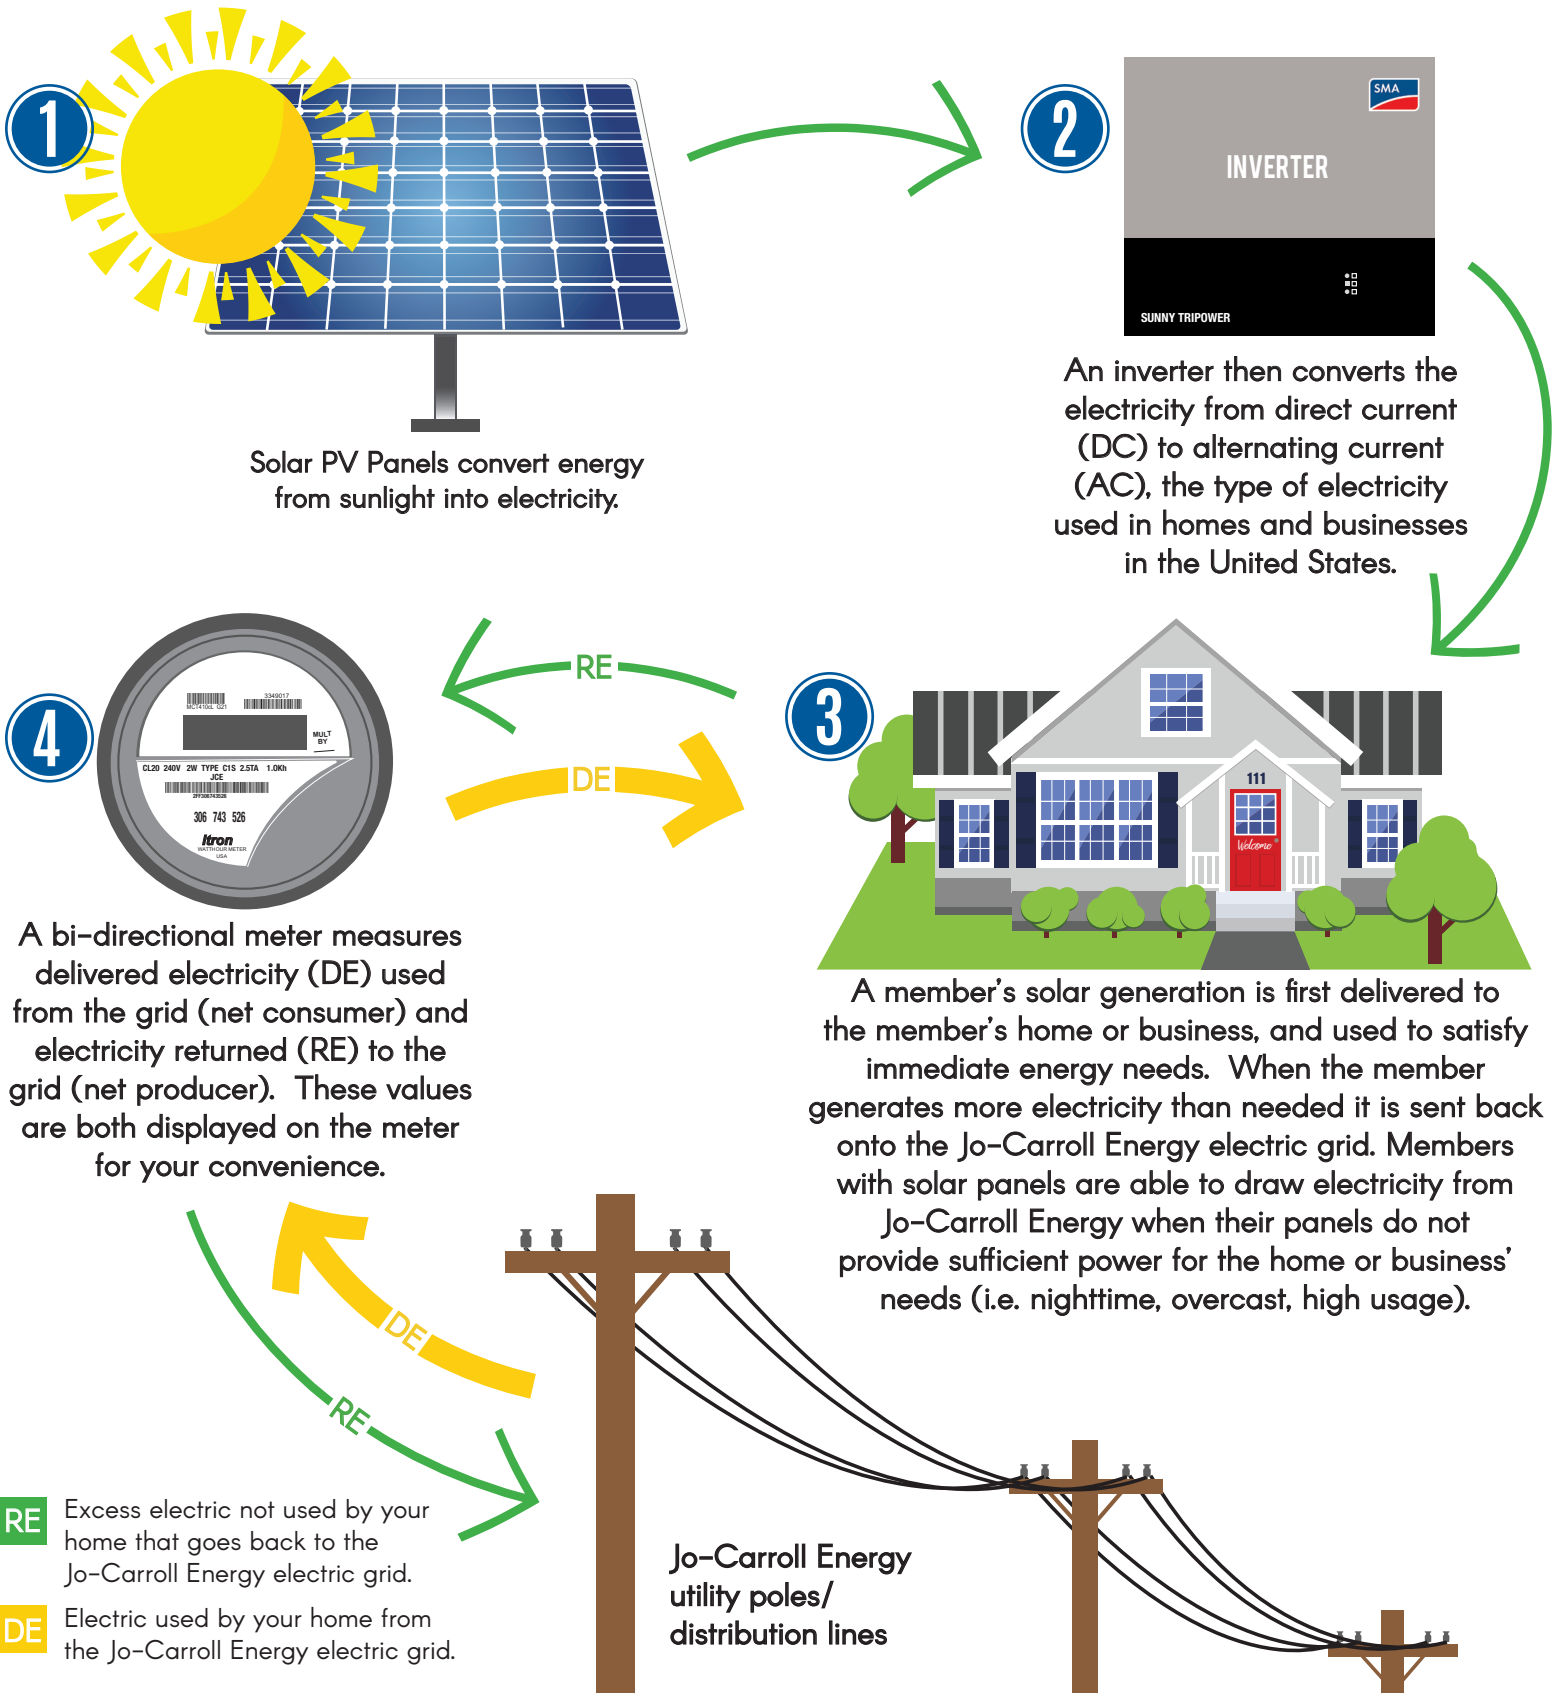 1
Solar PV Panels convert energy
from sunlight into electricity.
2
SMA
INVERTER
SUNNY TRIPOWER
An inverter then converts the
electricity from direct current
(DC) to alternating current
(AC), the type of electricity
used in homes and businesses
in the United States.
3
111
Welcome
A member's solar generation is first delivered to
the member's home or business, and used to satisfy
immediate energy needs.  When the member
generates more electricity than needed it is sent back
onto the Jo-Carroll Energy electric grid. Members
with solar panels are able to draw electricity from
Jo-Carroll Energy when their panels do not
provide sufficient power for the home or business'
needs (i.e. nighttime, overcast, high usage).
RE
DE
4
3349017
MCT410cL G21
MULT
BY
CL20 240V 2W TYPE C1S 2.5TA 1.0Kh
JCE
2FF306743526
306 743 526
Itron
WATTHOUR METER
USA
A bi-directional meter measures
delivered electricity (DE) used
from the grid (net consumer) and
electricity returned (RE) to the
grid (net producer).  These values
are both displayed on the meter
for your convenience.
DE
RE
RE
Excess electric not used by your
home that goes back to the
Jo-Carroll Energy electric grid.
DE
Electric used by your home from
the Jo-Carroll Energy electric grid.
Jo-Carroll Energy
utility poles/
distribution lines